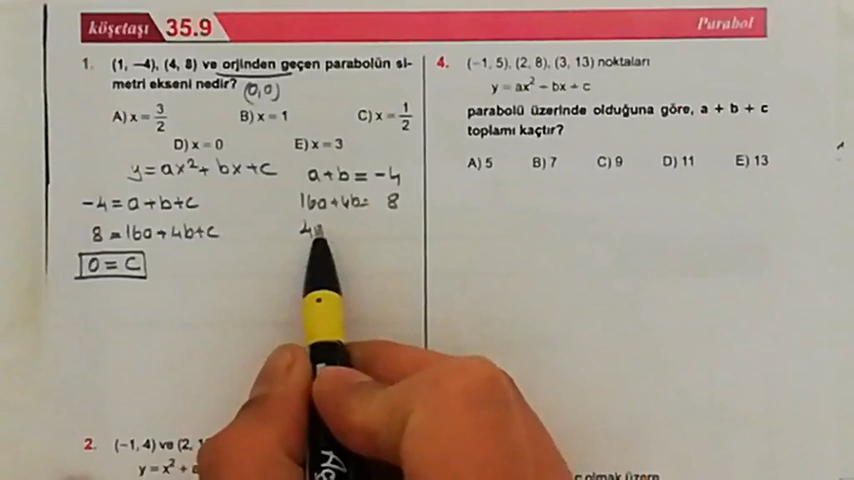 köşetaşı 35.9
Parabol
1. (1, –4), (4, 8) ve orjinden geçen parabolün si-
metri ekseni nedir? (0,0)
A) x = 3/2 B) x = 1 C) x = 1/2
D) x = 0 E) x = 3
y=ax²+bx+c
-4=a+b+c
8=16a+4b+c
0=c
a+b=-4
16a+4b= 8
4. (–1, 5), (2, 8), (3, 13) noktaları
y = ax² – bx + c
parabolü üzerinde olduğuna göre, a + b + c
toplamı kaçtır?
A) 5 B) 7 C) 9 D) 11 E) 13
2. (–1, 4) ve (2,
y = x² +
olmak üzere